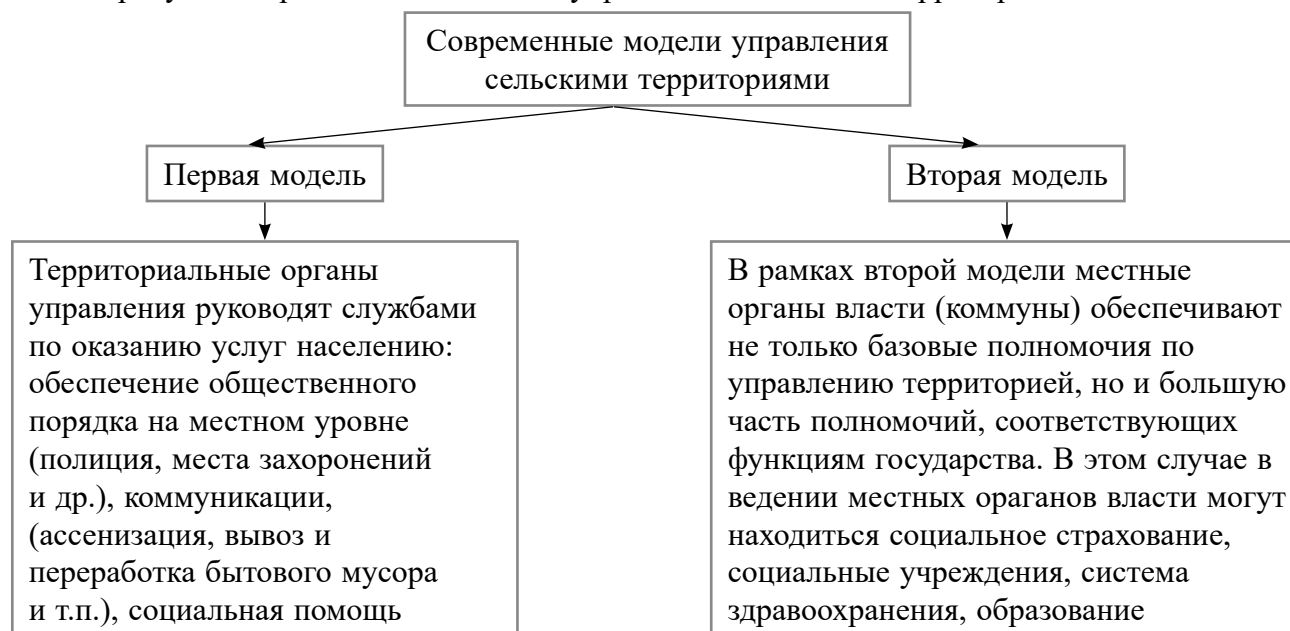 Современные модели управления
сельскими территориями
Первая модель
Вторая модель
Территориальные органы
управления руководят службами
по оказанию услуг населению:
обеспечение общественного
порядка на местном уровне
(полиция, места захоронений
и др.), коммуникации,
(ассенизация, вывоз и
переработка бытового мусора
и т.п.), социальная помощь
В рамках второй модели местные
органы власти (коммуны) обеспечивают
не только базовые полномочия по
управлению территорией, но и большую
часть полномочий, соответствующих
функциям государства. В этом случае в
ведении местных ораганов власти могут
находиться социальное страхование,
социальные учреждения, система
здравоохранения, образование